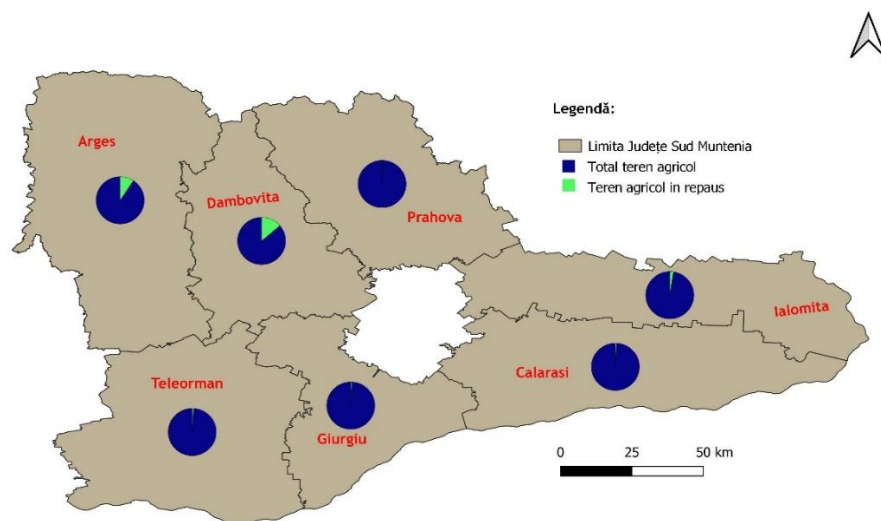 Legendă:
Limita Județe Sud Muntenia
Total teren agricol
Teren agricol in repaus
Arges
Dambovita
Prahova
Ialomita
Calarasi
Teleorman
Giurgiu
0 25 50 km